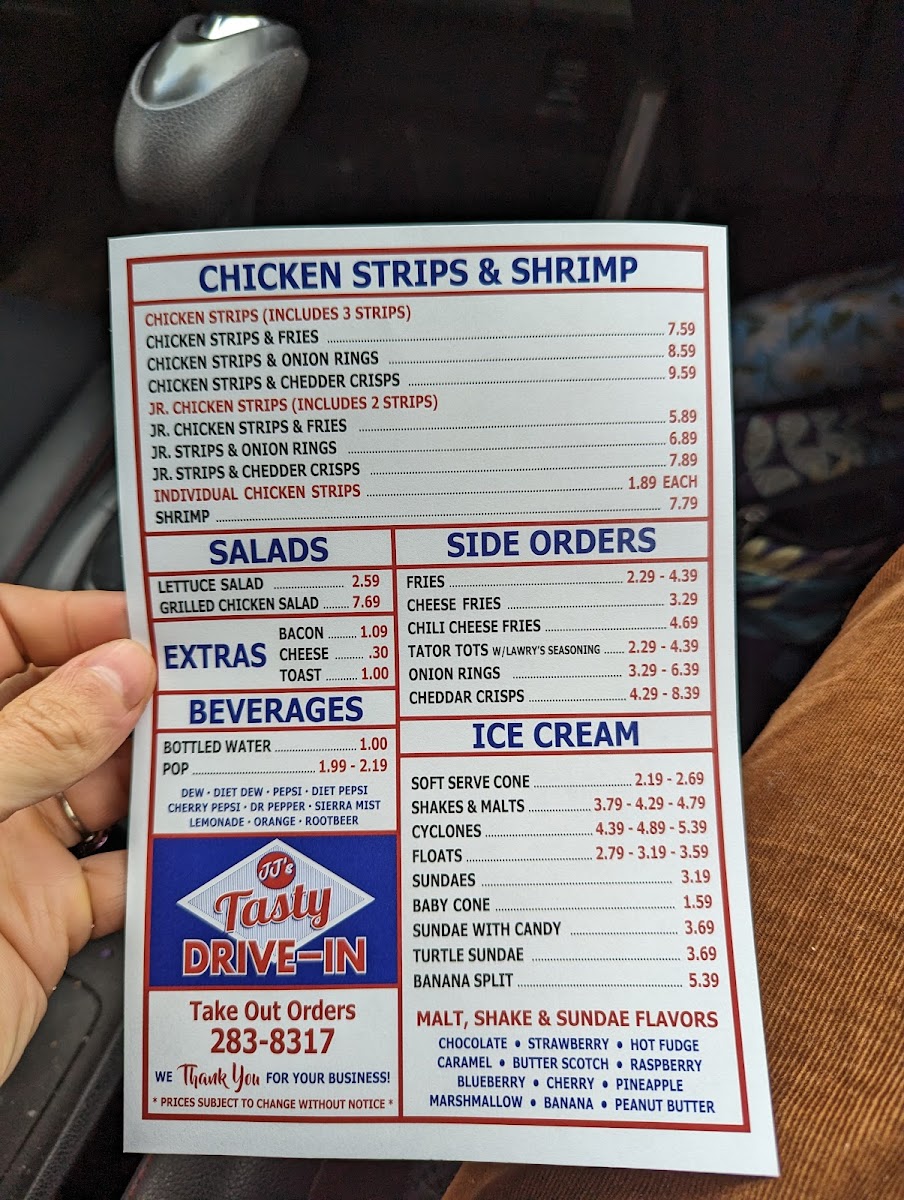 CHICKEN STRIPS & SHRIMP
CHICKEN STRIPS (INCLUDES 3 STRIPS)
CHICKEN STRIPS & FRIES 7.59
CHICKEN STRIPS & ONION RINGS 8.59
CHICKEN STRIPS & CHEDDER CRISPS 9.59
JR. CHICKEN STRIPS (INCLUDES 2 STRIPS)
JR. CHICKEN STRIPS & FRIES 5.89
JR. STRIPS & ONION RINGS 6.89
JR. STRIPS & CHEDDER CRISPS 7.89
INDIVIDUAL CHICKEN STRIPS 1.89 EACH
SHRIMP 7.79
SALADS
LETTUCE SALAD 2.59
GRILLED CHICKEN SALAD 7.69
EXTRAS
BACON 1.09
CHEESE .30
TOAST 1.00
BEVERAGES
BOTTLED WATER 1.00
POP 1.99 - 2.19
DEW • DIET DEW • PEPSI • DIET PEPSI
CHERRY PEPSI • DR PEPPER • SIERRA MIST
LEMONADE • ORANGE • ROOTBEER
JJ's
Tasty
DRIVE-IN
Take Out Orders
283-8317
WE Thank You FOR YOUR BUSINESS!
* PRICES SUBJECT TO CHANGE WITHOUT NOTICE *
SIDE ORDERS
FRIES 2.29 - 4.39
CHEESE FRIES 3.29
CHILI CHEESE FRIES 4.69
TATOR TOTS W/LAWRY'S SEASONING 2.29 - 4.39
ONION RINGS 3.29 - 6.39
CHEDDAR CRISPS 4.29 - 8.39
ICE CREAM
SOFT SERVE CONE 2.19 - 2.69
SHAKES & MALTS 3.79 - 4.29 - 4.79
CYCLONES 4.39 - 4.89 - 5.39
FLOATS 2.79 - 3.19 - 3.59
SUNDAES 3.19
BABY CONE 1.59
SUNDAE WITH CANDY 3.69
TURTLE SUNDAE 3.69
BANANA SPLIT 5.39
MALT, SHAKE & SUNDAE FLAVORS
CHOCOLATE • STRAWBERRY • HOT FUDGE
CARAMEL • BUTTER SCOTCH • RASPBERRY
BLUEBERRY • CHERRY • PINEAPPLE
MARSHMALLOW • BANANA • PEANUT BUTTER